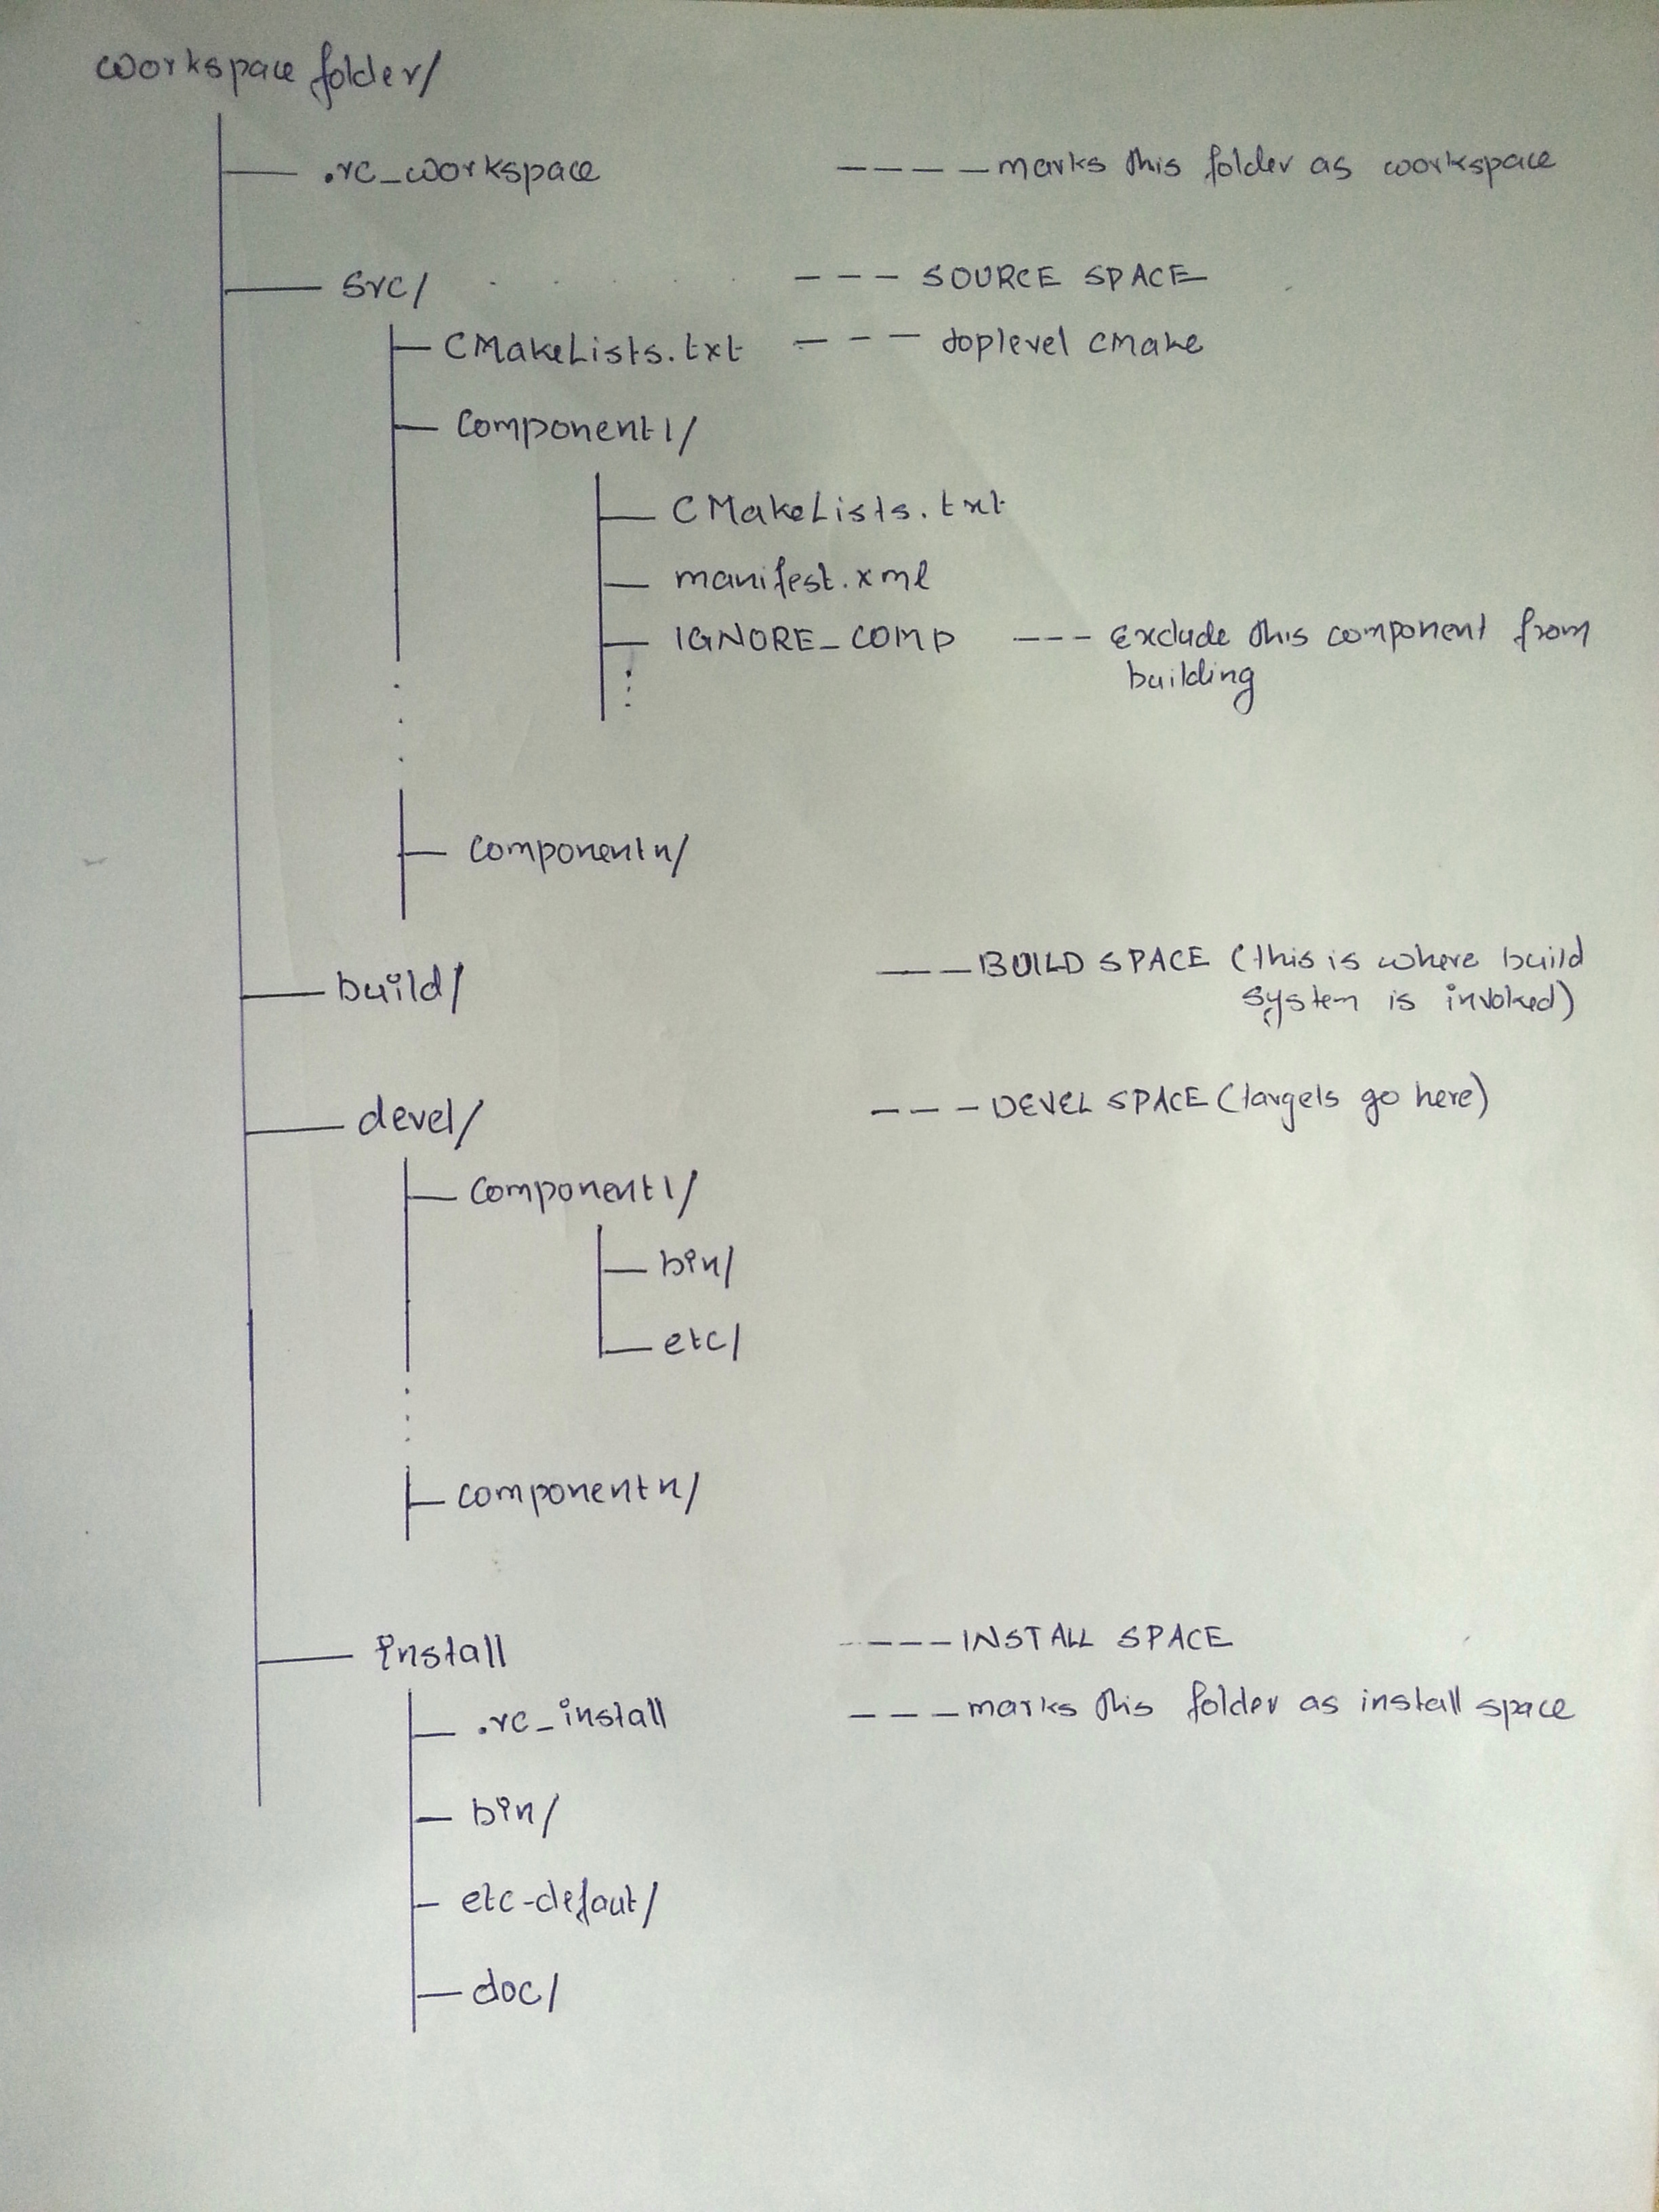 workspace folder/
.rc_workspace ---- marks this folder as workspace
src/ --- SOURCE SPACE
CMakeLists.txt --- toplevel cmake
component1/
CMakeLists.txt
manifest.xml
IGNORE_COMP --- exclude this component from
building
componentn/
build/ --- BUILD SPACE (this is where build
system is invoked)
devel/ --- DEVEL SPACE (targets go here)
component1/
bin/
etc/
componentn/
install ---- INSTALL SPACE
.rc_install --- marks this folder as install space
bin/
etc-defaut/
doc/